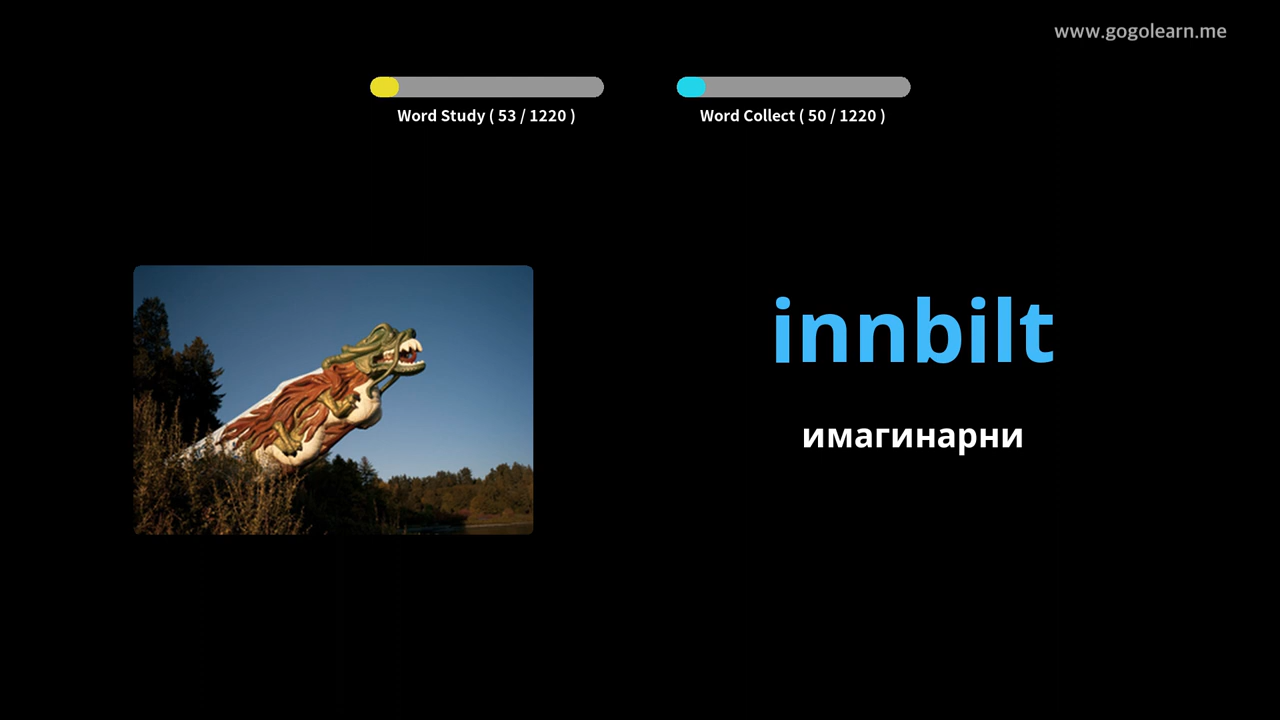 www.gogolearn.me
Word Study ( 53 / 1220 )
Word Collect ( 50 / 1220 )
innbilt
имагинарни